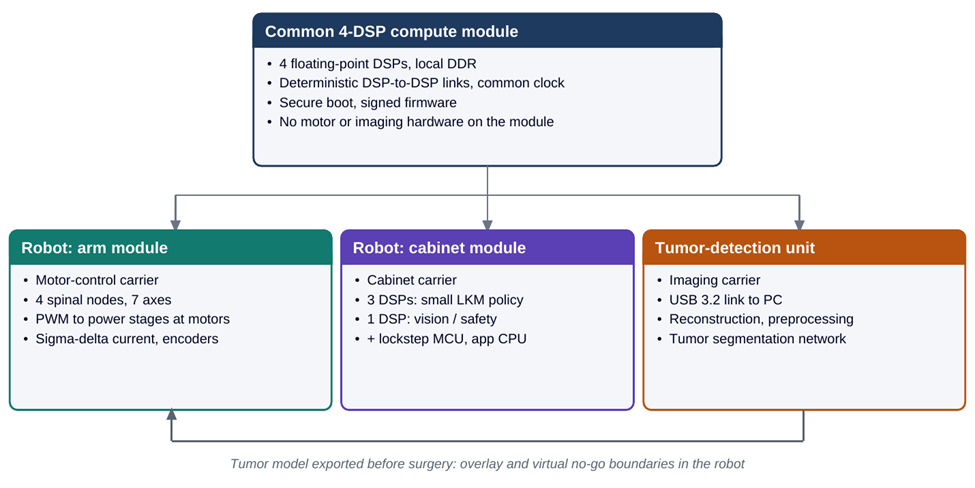 Common 4-DSP compute module
• 4 floating-point DSPs, local DDR
• Deterministic DSP-to-DSP links, common clock
• Secure boot, signed firmware
• No motor or imaging hardware on the module
Robot: arm module
• Motor-control carrier
• 4 spinal nodes, 7 axes
• PWM to power stages at motors
• Sigma-delta current, encoders
Robot: cabinet module
• Cabinet carrier
• 3 DSPs: small LKM policy
• 1 DSP: vision / safety
• + lockstep MCU, app CPU
Tumor-detection unit
• Imaging carrier
• USB 3.2 link to PC
• Reconstruction, preprocessing
• Tumor segmentation network
Tumor model exported before surgery: overlay and virtual no-go boundaries in the robot